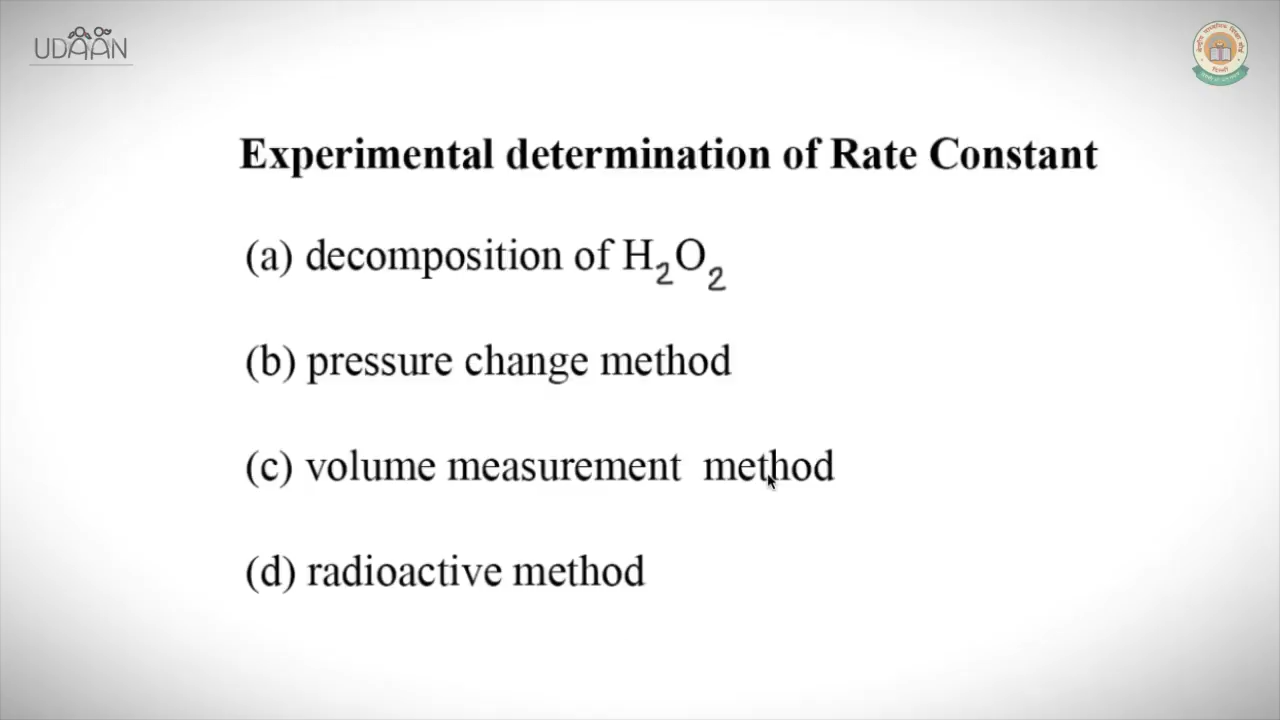 UDAAN
Experimental determination of Rate Constant
(a) decomposition of H₂O₂
(b) pressure change method
(c) volume measurement method
(d) radioactive method